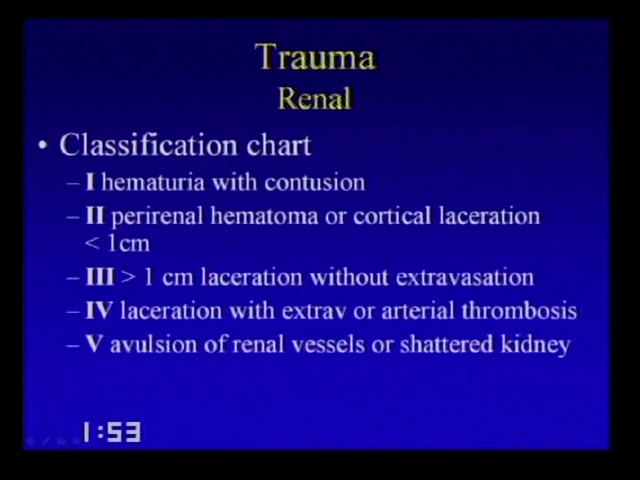 Trauma
Renal
• Classification chart
– I hematuria with contusion
– II perirenal hematoma or cortical laceration
< 1cm
– III > 1 cm laceration without extravasation
– IV laceration with extrav or arterial thrombosis
– V avulsion of renal vessels or shattered kidney
1:53